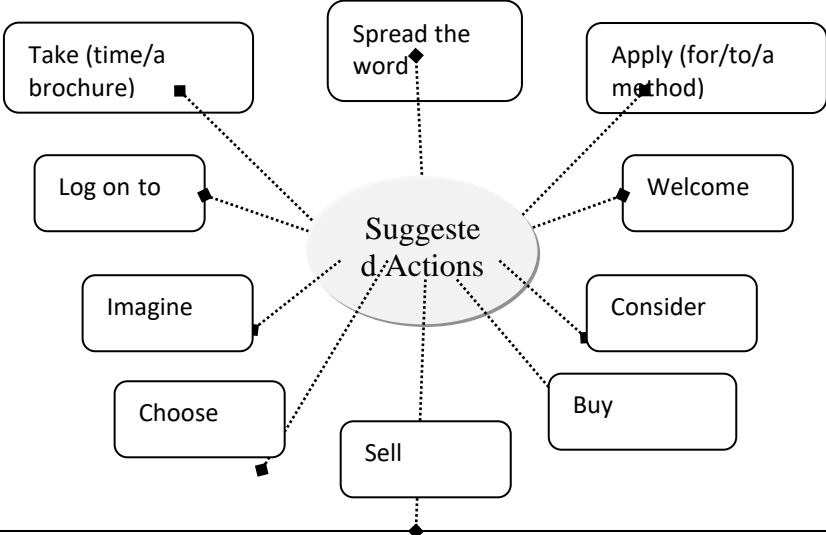 Take (time/a
brochure)
Spread the
word
Apply (for/to/a
method)
Log on to
Welcome
Suggeste
d Actions
Imagine
Consider
Choose
Buy
Sell